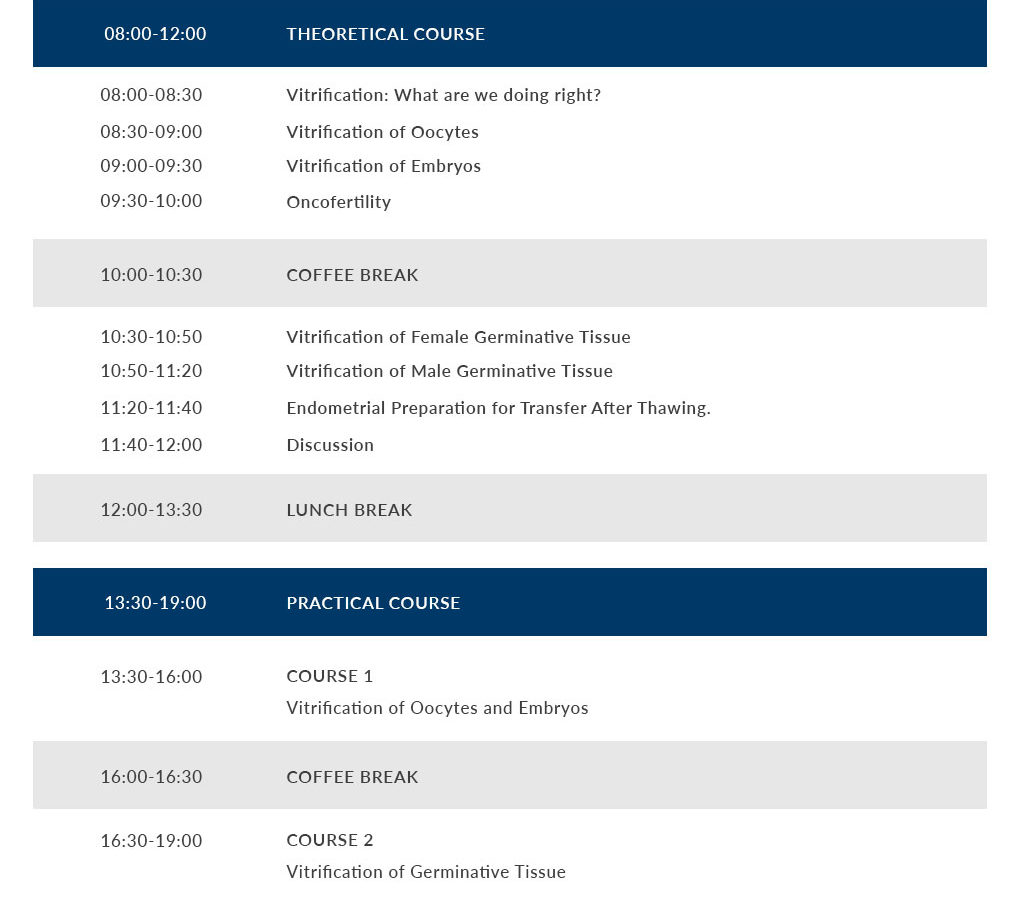 08:00-12:00 THEORETICAL COURSE
08:00-08:30 Vitrification: What are we doing right?
08:30-09:00 Vitrification of Oocytes
09:00-09:30 Vitrification of Embryos
09:30-10:00 Oncofertility
10:00-10:30 COFFEE BREAK
10:30-10:50 Vitrification of Female Germinative Tissue
10:50-11:20 Vitrification of Male Germinative Tissue
11:20-11:40 Endometrial Preparation for Transfer After Thawing.
11:40-12:00 Discussion
12:00-13:30 LUNCH BREAK
13:30-19:00 PRACTICAL COURSE
13:30-16:00 COURSE 1
Vitrification of Oocytes and Embryos
16:00-16:30 COFFEE BREAK
16:30-19:00 COURSE 2
Vitrification of Germinative Tissue